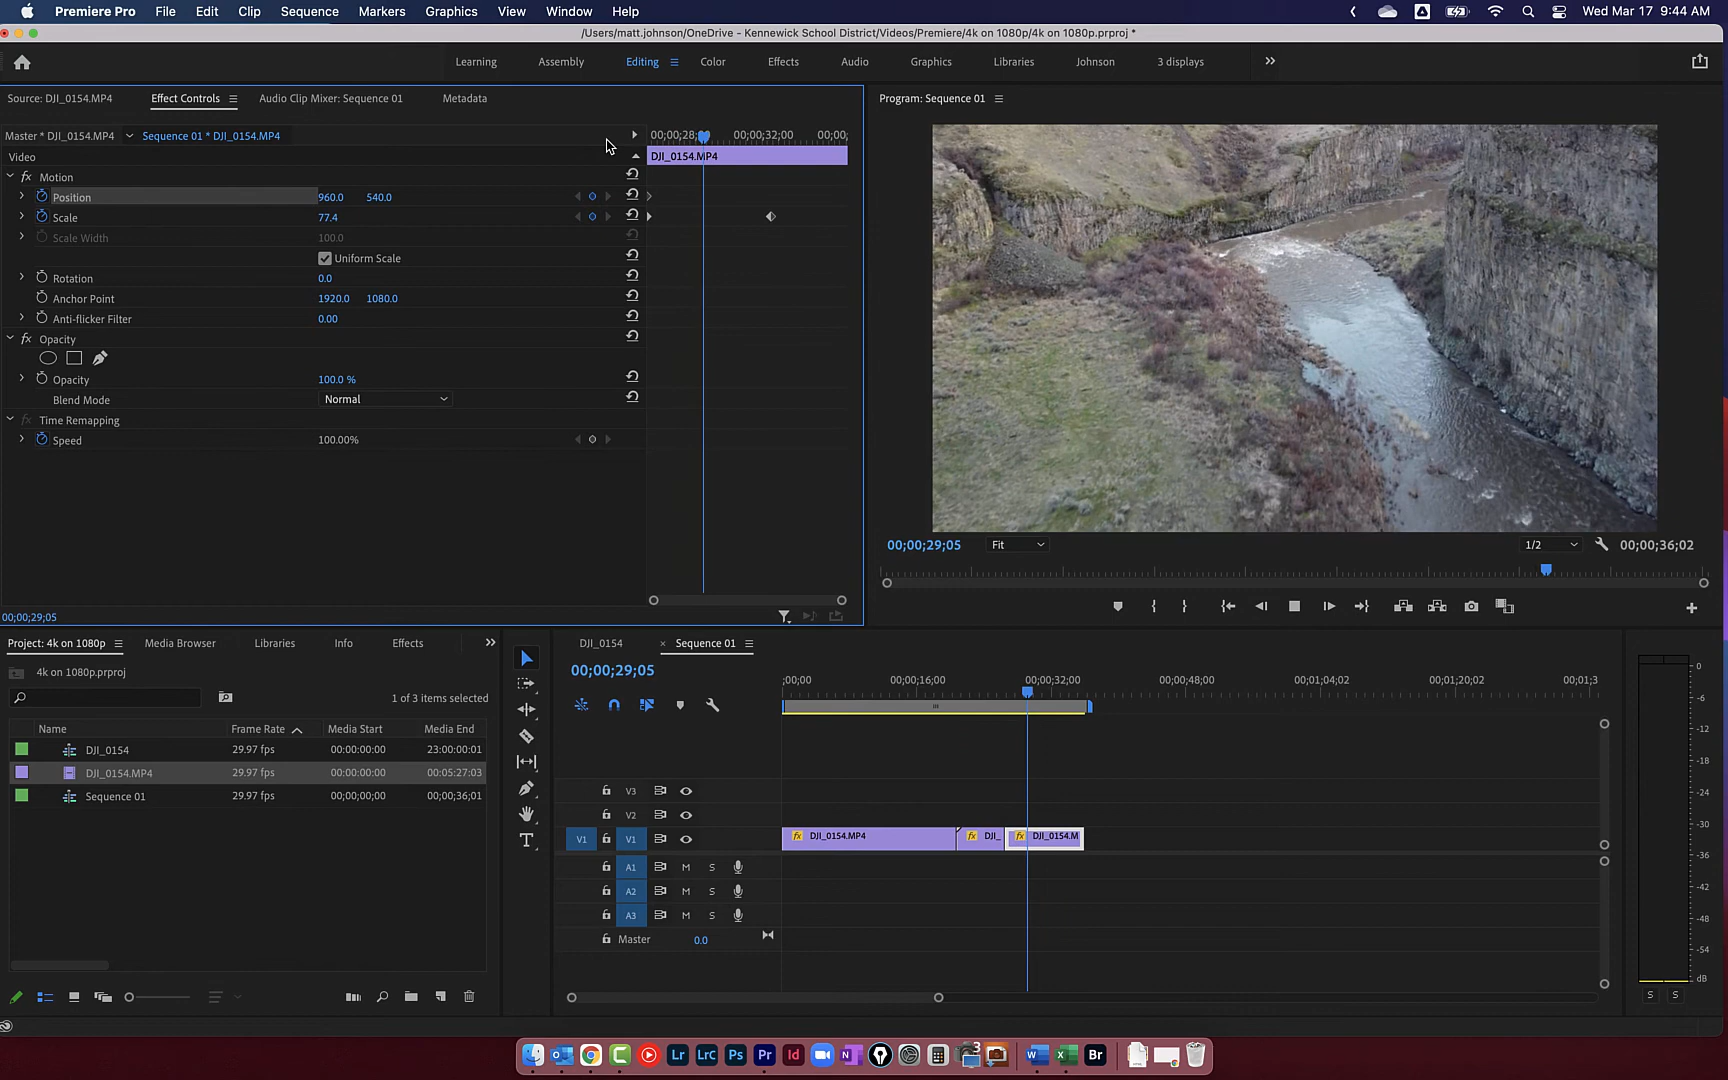 Premiere Pro File Edit Clip Sequence Markers Graphics View Window Help Wed Mar 17 9:44 AM
/Users/matt.johnson/OneDrive - Kennewick School District/Videos/Premiere/4k on 1080p/4k on 1080p.prproj *
Learning Assembly Editing Color Effects Audio Graphics Libraries Johnson 3 displays
Source: DJI_0154.MP4 Effect Controls Audio Clip Mixer: Sequence 01 Metadata
Program: Sequence 01
Master * DJI_0154.MP4 Sequence 01 * DJI_0154.MP4
00;00;28;00 00;00;32;00 00;00;
Video
DJI_0154.MP4
fx Motion
Position 960.0 540.0
Scale 77.4
Scale Width 100.0
Uniform Scale
Rotation 0.0
Anchor Point 1920.0 1080.0
Anti-flicker Filter 0.00
fx Opacity
Opacity 100.0 %
Blend Mode Normal
fx Time Remapping
Speed 100.00%
00;00;29;05
00;00;29;05 Fit 1/2 00;00;36;02
Project: 4k on 1080p Media Browser Libraries Info Effects
4k on 1080p.prproj
1 of 3 items selected
Name Frame Rate Media Start Media End
DJI_0154 29.97 fps 00:00:00:00 23:00:00:01
DJI_0154.MP4 29.97 fps 00:00:00:00 00:05:27:03
Sequence 01 29.97 fps 00;00;00;00 00;00;36;01
DJI_0154 × Sequence 01
00;00;29;05
;00;00 00;00;16;00 00;00;32;00 00;00;48;00 00;01;04;02 00;01;20;02 00;01;3
V3
V2
V1 V1
fx DJI_0154.MP4 fx DJI_ fx DJI_0154.M
A1 M S
A2 M S
A3 M S
Master 0.0
0
-6
-12
-18
-24
-30
-36
-42
-48
-54
dB
S S
T
Lr LrC Ps Pr Id N 3 W X Br